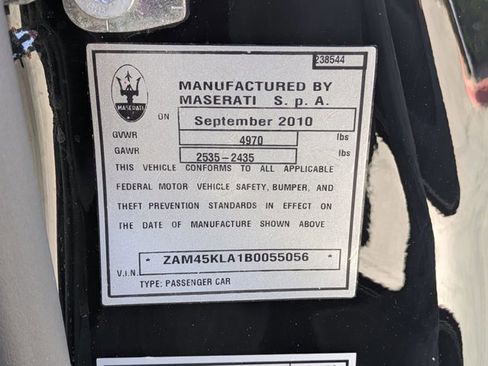 238544
MASERATI
MANUFACTURED BY
MASERATI S. p. A.
ON September 2010
GVWR 4970 lbs
GAWR 2535-2435 lbs
THIS VEHICLE CONFORMS TO ALL APPLICABLE
FEDERAL MOTOR VEHICLE SAFETY, BUMPER, AND
THEFT PREVENTION STANDARDS IN EFFECT ON
THE DATE OF MANUFACTURE SHOWN ABOVE
V.i.N. * ZAM45KLA1B0055056 *
TYPE: PASSENGER CAR